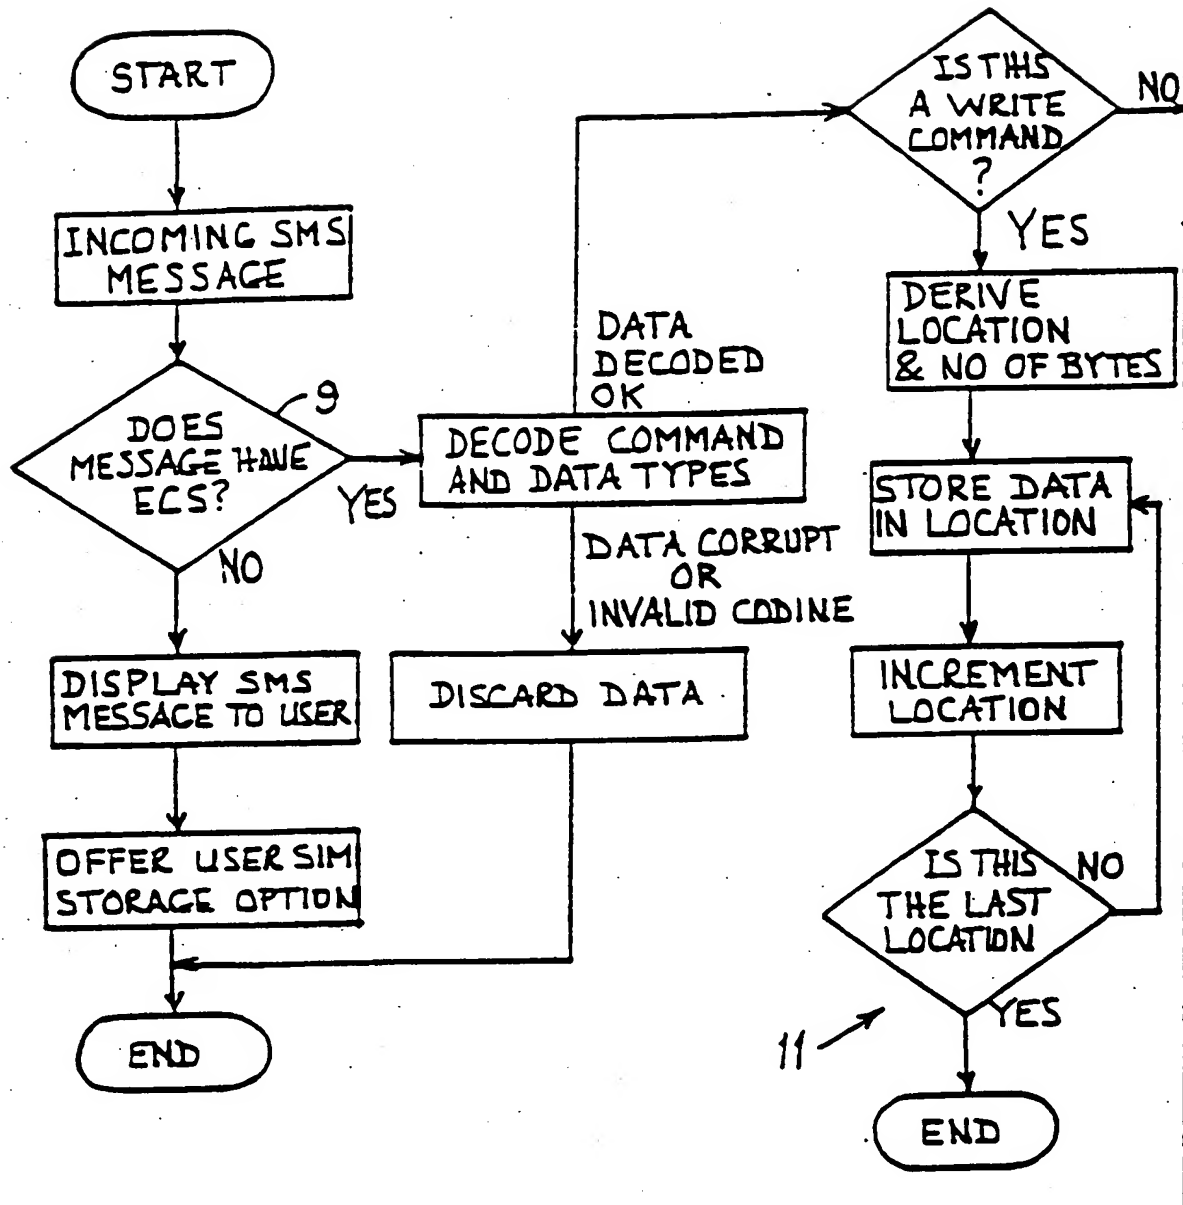 START
INCOMING SMS
MESSAGE
9
DOES
MESSAGE HAVE
ECS?
YES
NO
DISPLAY SMS
MESSAGE TO USER
OFFER USER SIM
STORAGE OPTION
END
DATA
DECODED
OK
DECODE COMMAND
AND DATA TYPES
DATA CORRUPT
OR
INVALID CODINE
DISCARD DATA
IS THIS
A WRITE
COMMAND
?
NO
YES
DERIVE
LOCATION
& NO OF BYTES
STORE DATA
IN LOCATION
INCREMENT
LOCATION
IS THIS
THE LAST
LOCATION
NO
YES
11
END